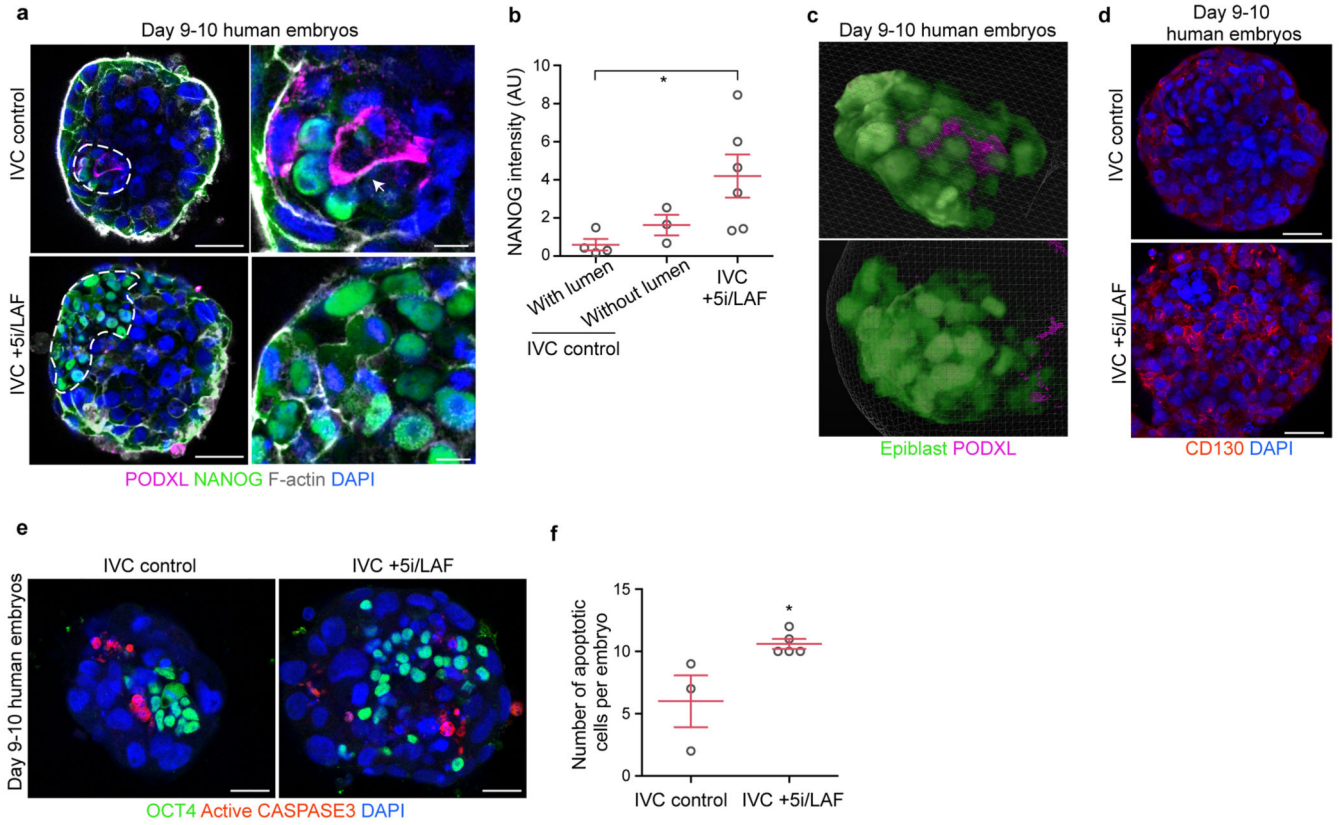 a
Day 9-10 human embryos
IVC control
IVC +5i/LAF
PODXL NANOG F-actin DAPI
b
NANOG intensity (AU)
10
8
6
4
2
0
*
With lumen
Without lumen
IVC
+5i/LAF
IVC control
c
Day 9-10 human embryos
Epiblast PODXL
d
Day 9-10
human embryos
IVC control
IVC +5i/LAF
CD130 DAPI
e
IVC control
IVC +5i/LAF
Day 9-10 human embryos
OCT4 Active CASPASE3 DAPI
f
Number of apoptotic
cells per embryo
15
10
5
0
*
IVC control
IVC +5i/LAF